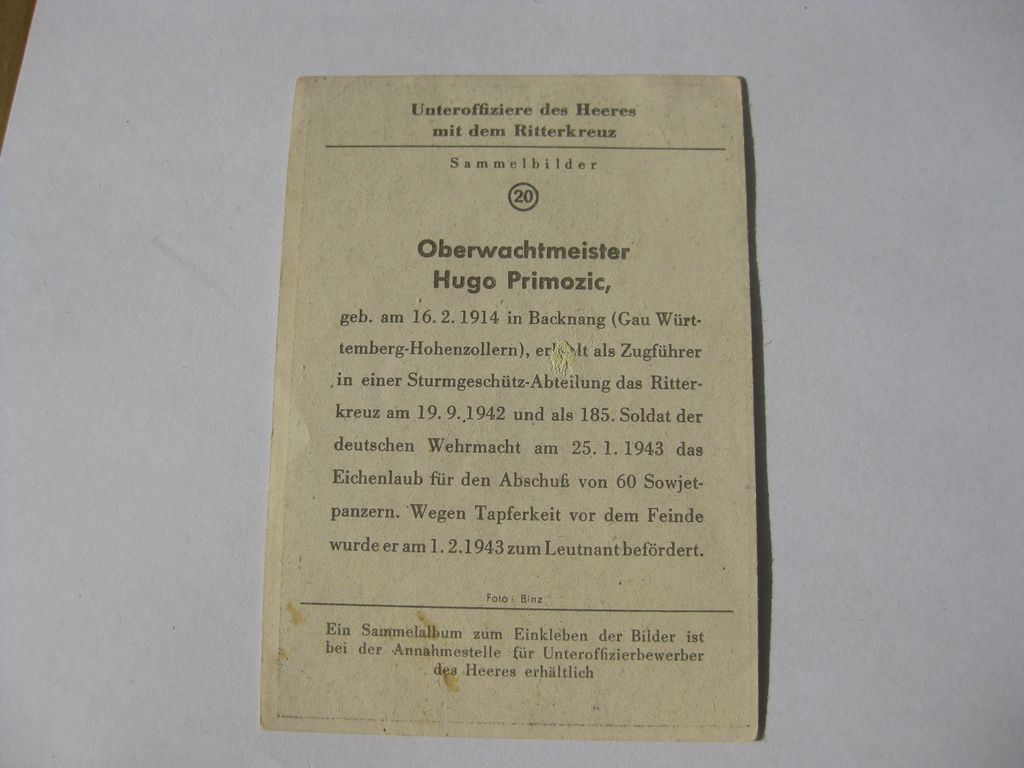 Unteroffiziere des Heeres
mit dem Ritterkreuz
Sammelbilder
20
Oberwachtmeister
Hugo Primozic,
geb. am 16. 2. 1914 in Backnang (Gau Würt-
temberg-Hohenzollern), als Zugführer
in einer Sturmgeschütz-Abteilung das Ritter-
kreuz am 19. 9. 1942 und als 185. Soldat der
deutschen Wehrmacht am 25. 1. 1943 das
Eichenlaub für den Abschuß von 60 Sowjet-
panzern. Wegen Tapferkeit vor dem Feinde
wurde er am 1. 2. 1943 zum Leutnant befördert.
Foto: Binz
Ein Sammelalbum zum Einkleben der Bilder ist
bei der Annahmestelle für Unteroffizierbewerber
des Heeres erhältlich